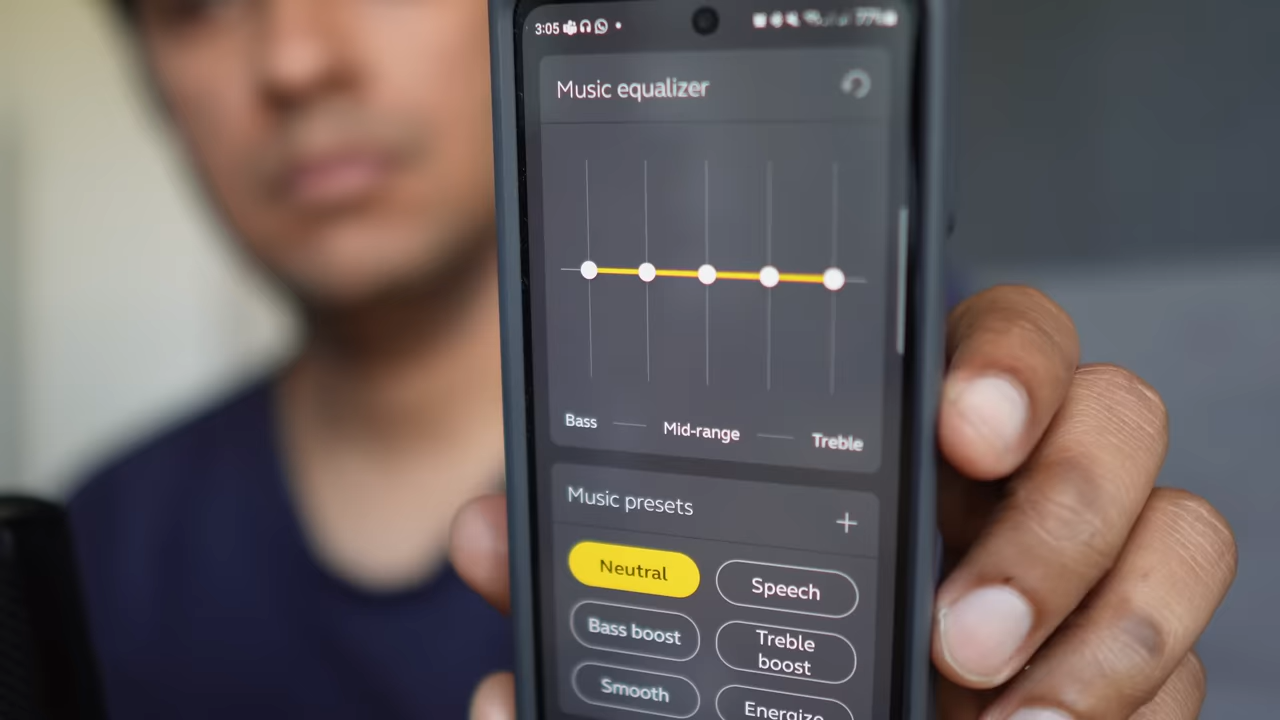 3:05
Music equalizer
Bass
Mid-range
Treble
Music presets
Neutral
Speech
Bass boost
Treble
boost
Smooth
Energize